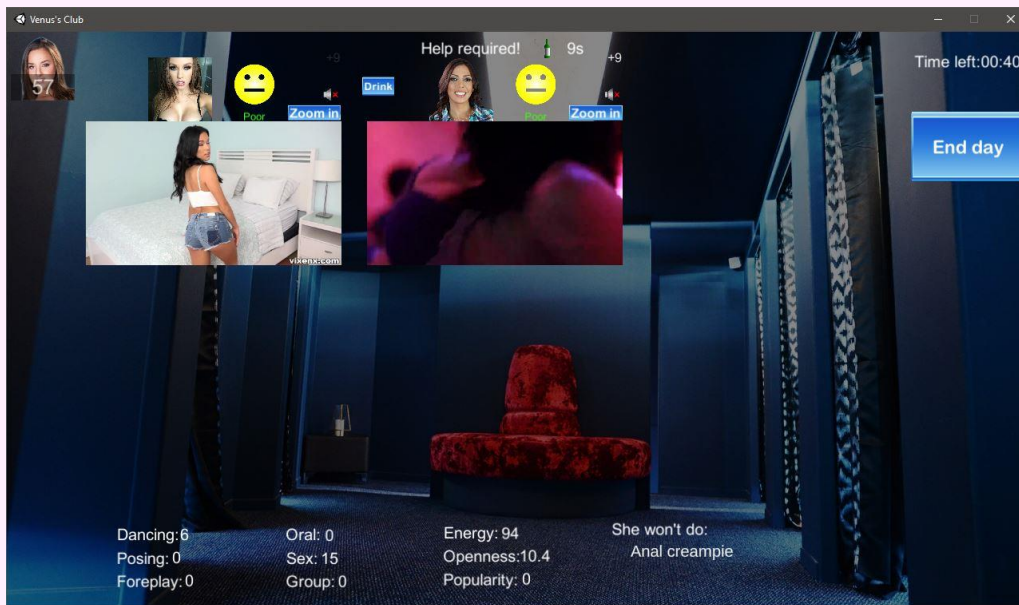 Venus's Club
Help required! 9s
Time left:00:40
57
+9
+9
Drink
Poor
Zoom in
Poor
Zoom in
End day
vixenx.com
Dancing:6
Oral: 0
Energy: 94
She won't do:
Posing: 0
Sex: 15
Openness:10.4
Anal creampie
Foreplay: 0
Group: 0
Popularity: 0